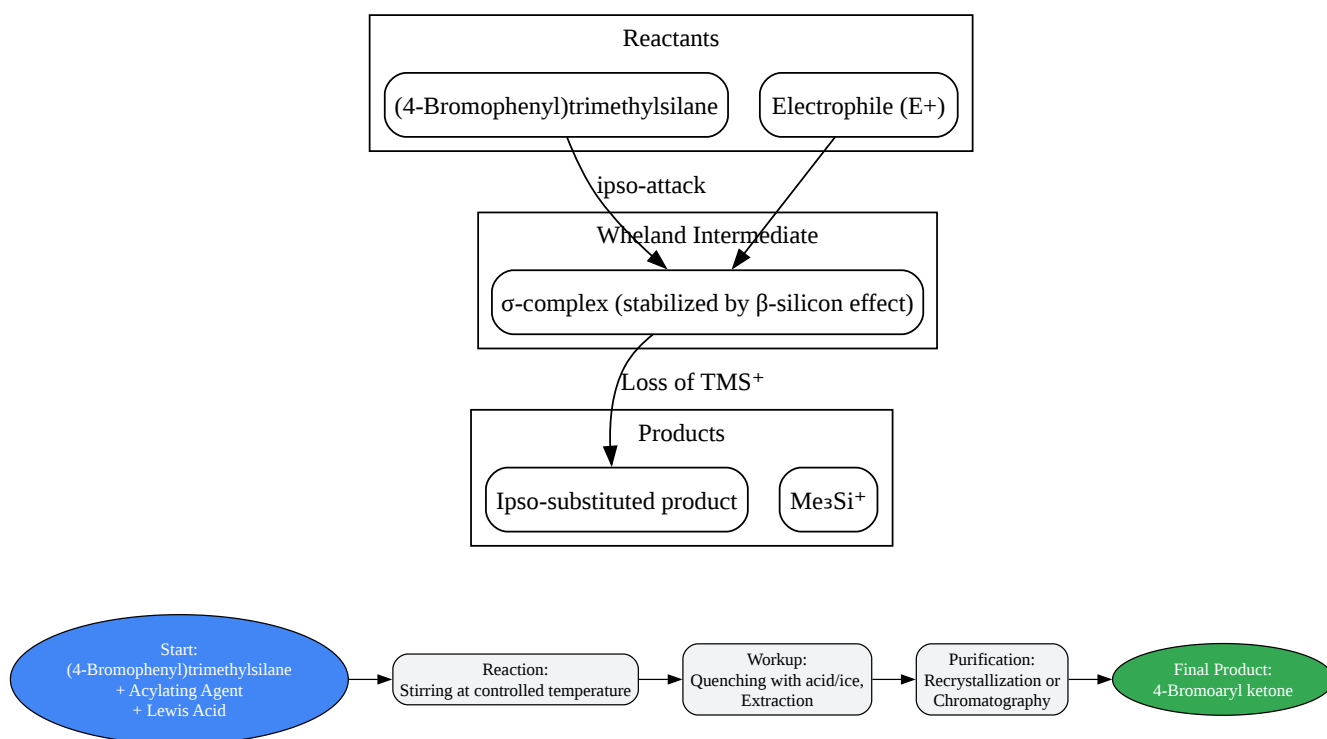 Reactants
(4-Bromophenyl)trimethylsilane
Electrophile (E+)
ipso-attack
Wheland Intermediate
σ-complex (stabilized by β-silicon effect)
Loss of TMS⁺
Products
Ipso-substituted product
Me₃Si⁺
Start:
(4-Bromophenyl)trimethylsilane
+ Acylating Agent
+ Lewis Acid
Reaction:
Stirring at controlled temperature
Workup:
Quenching with acid/ice,
Extraction
Purification:
Recrystallization or
Chromatography
Final Product:
4-Bromoaryl ketone